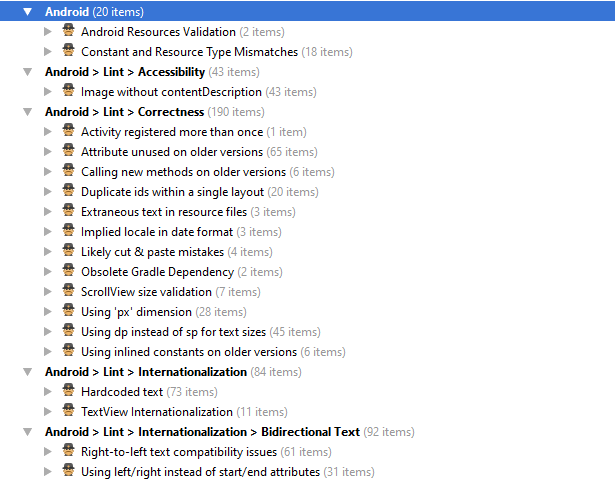 Android (20 items)
Android Resources Validation (2 items)
Constant and Resource Type Mismatches (18 items)
Android > Lint > Accessibility (43 items)
Image without contentDescription (43 items)
Android > Lint > Correctness (190 items)
Activity registered more than once (1 item)
Attribute unused on older versions (65 items)
Calling new methods on older versions (6 items)
Duplicate ids within a single layout (20 items)
Extraneous text in resource files (3 items)
Implied locale in date format (3 items)
Likely cut & paste mistakes (4 items)
Obsolete Gradle Dependency (2 items)
ScrollView size validation (7 items)
Using 'px' dimension (28 items)
Using dp instead of sp for text sizes (45 items)
Using inlined constants on older versions (6 items)
Android > Lint > Internationalization (84 items)
Hardcoded text (73 items)
TextView Internationalization (11 items)
Android > Lint > Internationalization > Bidirectional Text (92 items)
Right-to-left text compatibility issues (61 items)
Using left/right instead of start/end attributes (31 items)